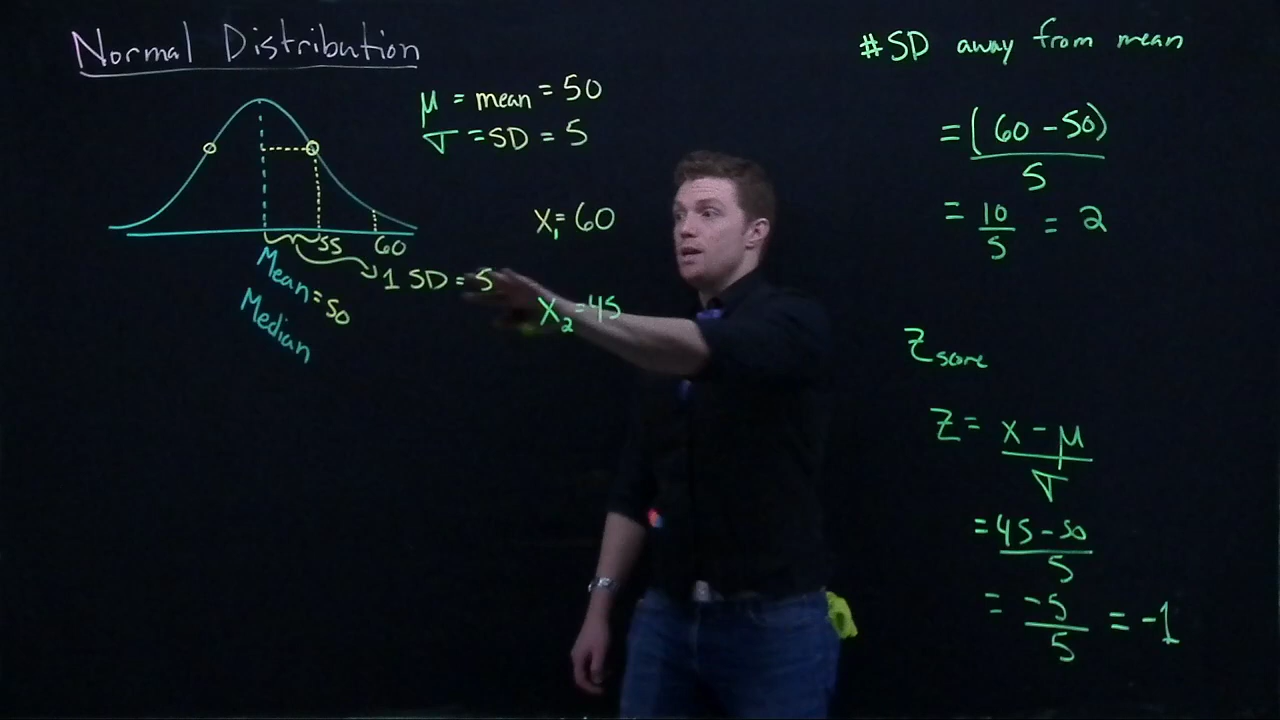 Normal Distribution
μ = mean = 50
σ = SD = 5
x₁ = 60
x₂ = 45
55 60
1 SD = 5
Mean = 50
Median
#SD away from mean
= (60 - 50)
5
= 10
5
= 2
Z score
Z = x - μ
σ
= 45 - 50
5
= -5
5
= -1